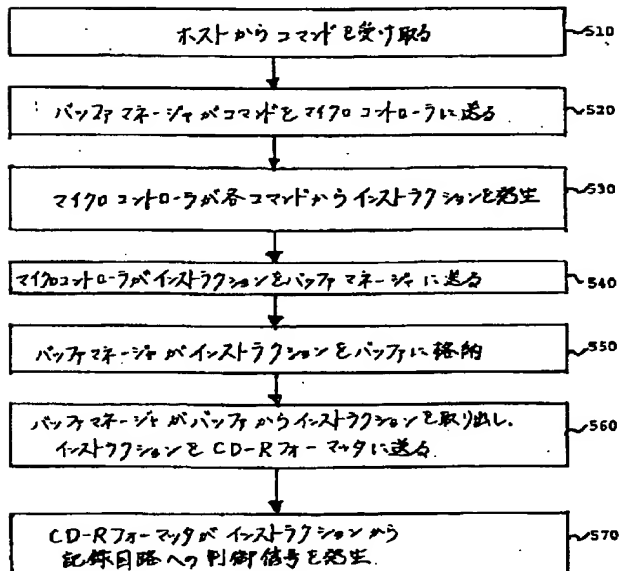 ホストからコマンドを受け取る
510
バッファマネージャがコマンドをマイクロコントローラに送る
520
マイクロコントローラが各コマンドからインストラクションを発生
530
マイクロコントローラがインストラクションをバッファマネージャに送る
540
バッファマネージャがインストラクションをバッファに格納
550
バッファマネージャがバッファからインストラクションを取り出し、
インストラクションをCD-Rフォーマッタに送る
560
CD-Rフォーマッタがインストラクションから
記録回路への制御信号を発生
570